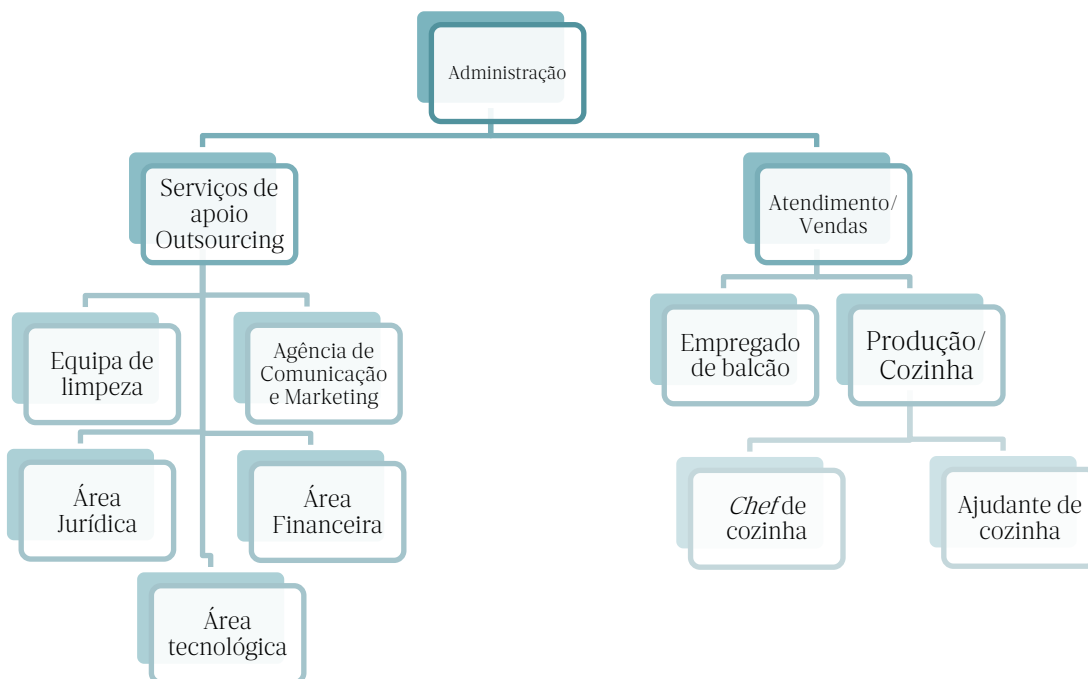 Administração
Serviços de
apoio
Outsourcing
Atendimento/
Vendas
Equipa de
limpeza
Agência de
Comunicação
e Marketing
Empregado
de balcão
Produção/
Cozinha
Área
Jurídica
Área
Financeira
Chef de
cozinha
Ajudante de
cozinha
Área
tecnológica